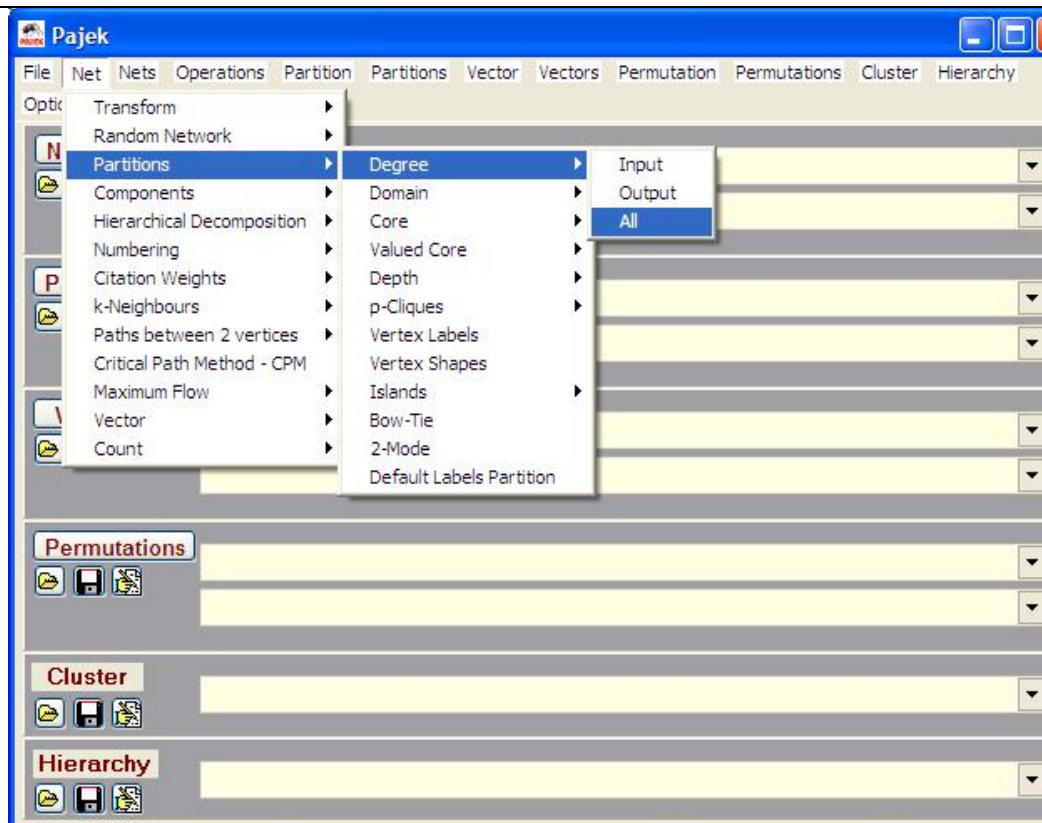 Pajek
File Net Nets Operations Partition Partitions Vector Vectors Permutation Permutations Cluster Hierarchy
Transform
Random Network
Partitions
Components
Hierarchical Decomposition
Numbering
Citation Weights
k-Neighbours
Paths between 2 vertices
Critical Path Method - CPM
Maximum Flow
Vector
Count
Degree
Domain
Core
Valued Core
Depth
p-Cliques
Vertex Labels
Vertex Shapes
Islands
Bow-Tie
2-Mode
Default Labels Partition
Input
Output
All
Permutations
Cluster
Hierarchy